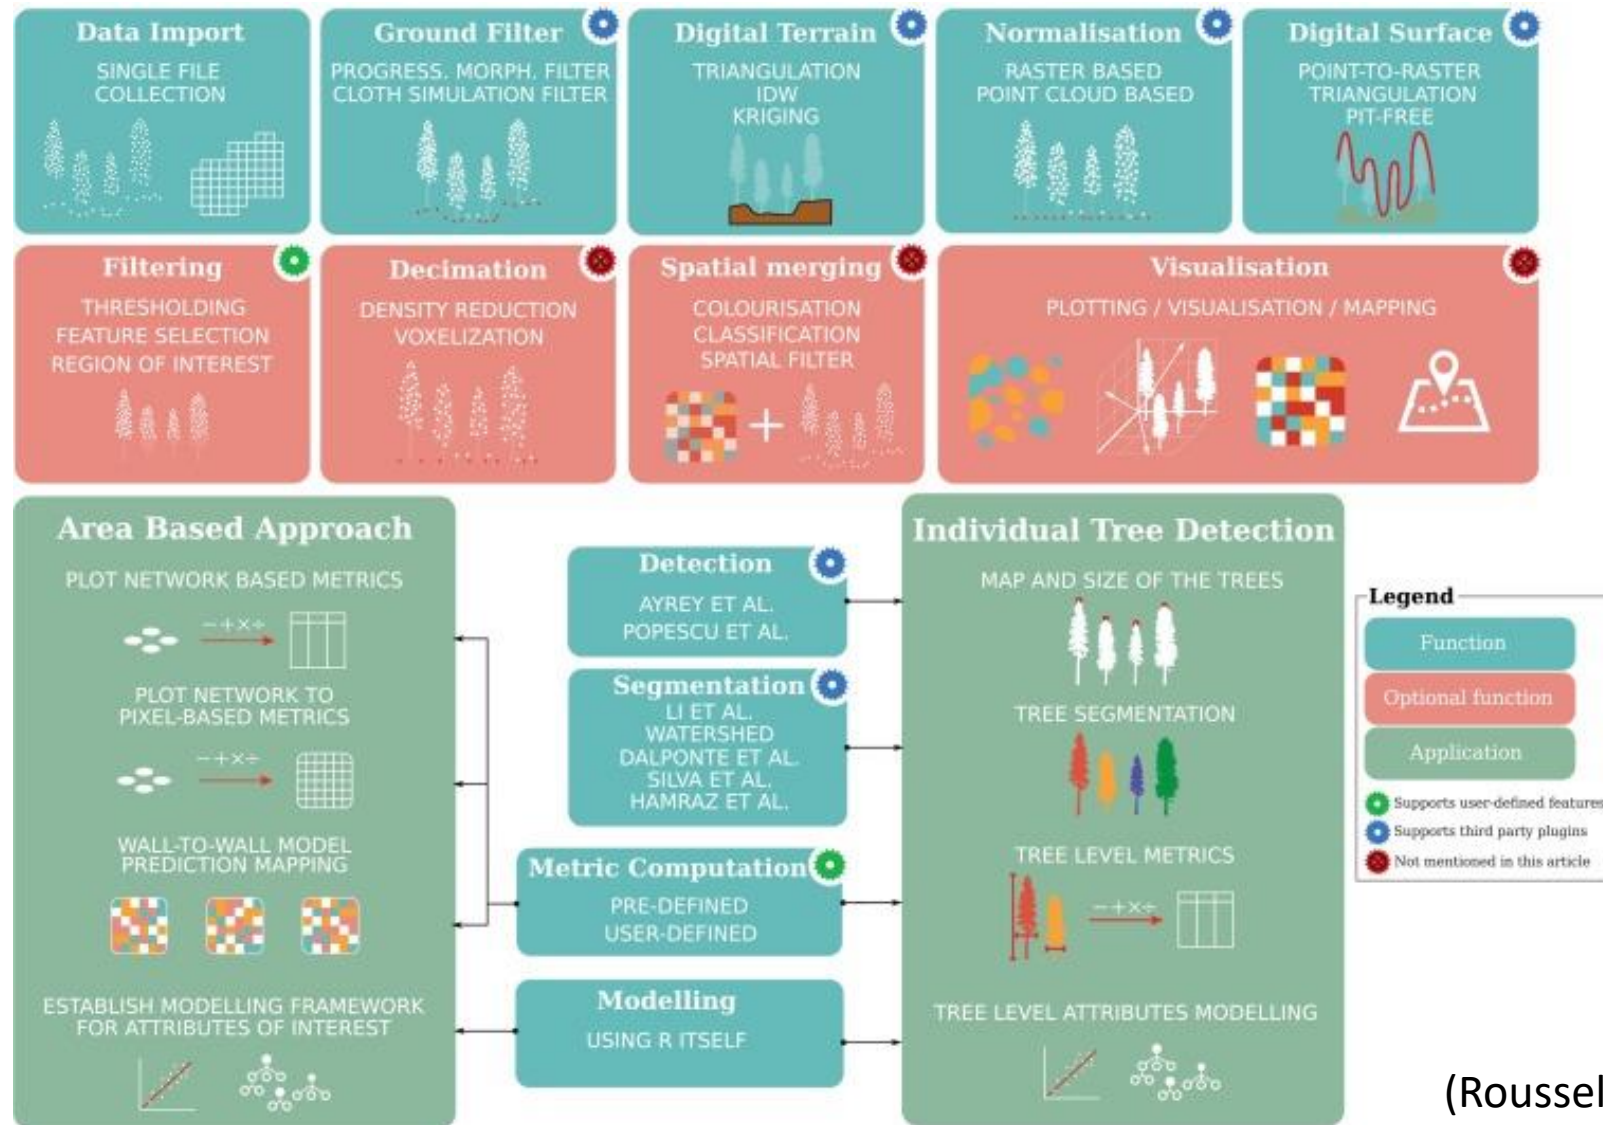 Data Import
SINGLE FILE
COLLECTION
Ground Filter
PROGRESS. MORPH. FILTER
CLOTH SIMULATION FILTER
Digital Terrain
TRIANGULATION
IDW
KRIGING
Normalisation
RASTER BASED
POINT CLOUD BASED
Digital Surface
POINT-TO-RASTER
TRIANGULATION
PIT-FREE
Filtering
THRESHOLDING
FEATURE SELECTION
REGION OF INTEREST
Decimation
DENSITY REDUCTION
VOXELIZATION
Spatial merging
COLOURISATION
CLASSIFICATION
SPATIAL FILTER
+
Visualisation
PLOTTING / VISUALISATION / MAPPING
Area Based Approach
PLOT NETWORK BASED METRICS
−+×÷
PLOT NETWORK TO
PIXEL-BASED METRICS
−+×÷
WALL-TO-WALL MODEL
PREDICTION MAPPING
ESTABLISH MODELLING FRAMEWORK
FOR ATTRIBUTES OF INTEREST
Detection
AYREY ET AL.
POPESCU ET AL.
Segmentation
LI ET AL.
WATERSHED
DALPONTE ET AL.
SILVA ET AL.
HAMRAZ ET AL.
Metric Computation
PRE-DEFINED
USER-DEFINED
Modelling
USING R ITSELF
Individual Tree Detection
MAP AND SIZE OF THE TREES
TREE SEGMENTATION
TREE LEVEL METRICS
−+×÷
TREE LEVEL ATTRIBUTES MODELLING
Legend
Function
Optional function
Application
Supports user-defined features
Supports third party plugins
Not mentioned in this article
(Roussel